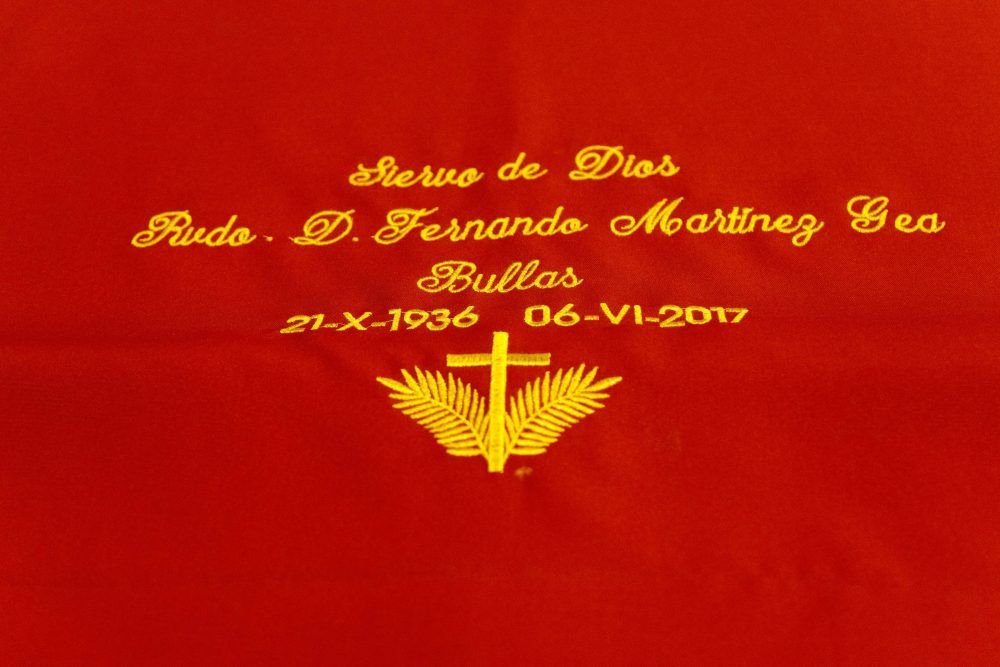 Siervo de Dios
Rvdo. D. Fernando Martínez Gea
Bullas
21-X-1936 06-VI-2017